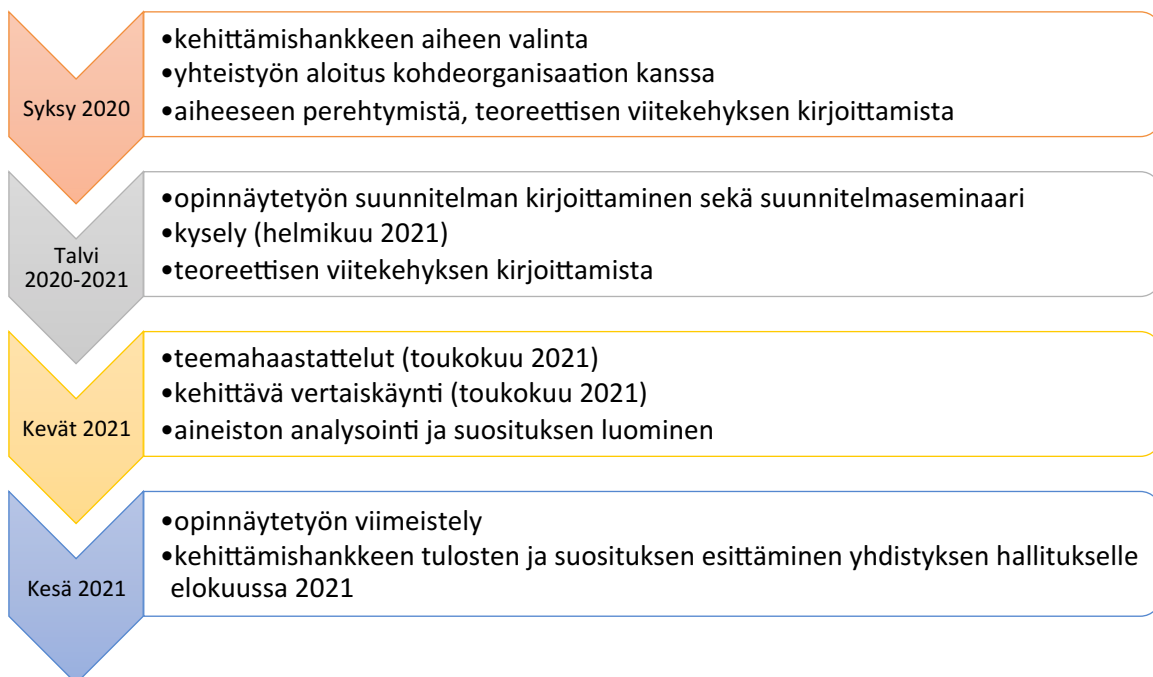 Syksy 2020
•kehittämishankkeen aiheen valinta
•yhteistyön aloitus kohdeorganisaation kanssa
•aiheeseen perehtymistä, teoreettisen viitekehyksen kirjoittamista
Talvi
2020-2021
•opinnäytetyön suunnitelman kirjoittaminen sekä suunnitelmaseminaari
•kysely (helmikuu 2021)
•teoreettisen viitekehyksen kirjoittamista
Kevät 2021
•teemahaastattelut (toukokuu 2021)
•kehittävä vertaiskäynti (toukokuu 2021)
•aineiston analysointi ja suosituksen luominen
Kesä 2021
•opinnäytetyön viimeistely
•kehittämishankkeen tulosten ja suosituksen esittäminen yhdistyksen hallitukselle
elokuussa 2021